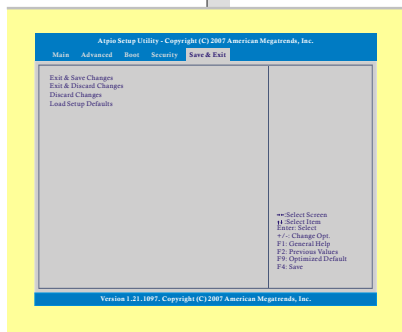 Atpio Setup Utility - Copyright (C) 2007 American Megatrends, Inc.
Main Advanced Boot Security Save & Exit
Exit & Save Changes
Exit & Discard Changes
Discard Changes
Load Setup Defaults
→←:Select Screen
↑↓:Select Item
Enter: Select
+/-: Change Opt.
F1: General Help
F2: Previous Values
F9: Optimized Default
F4: Save
Version 1.21.1097. Copyright (C) 2007 American Megatrends, Inc.